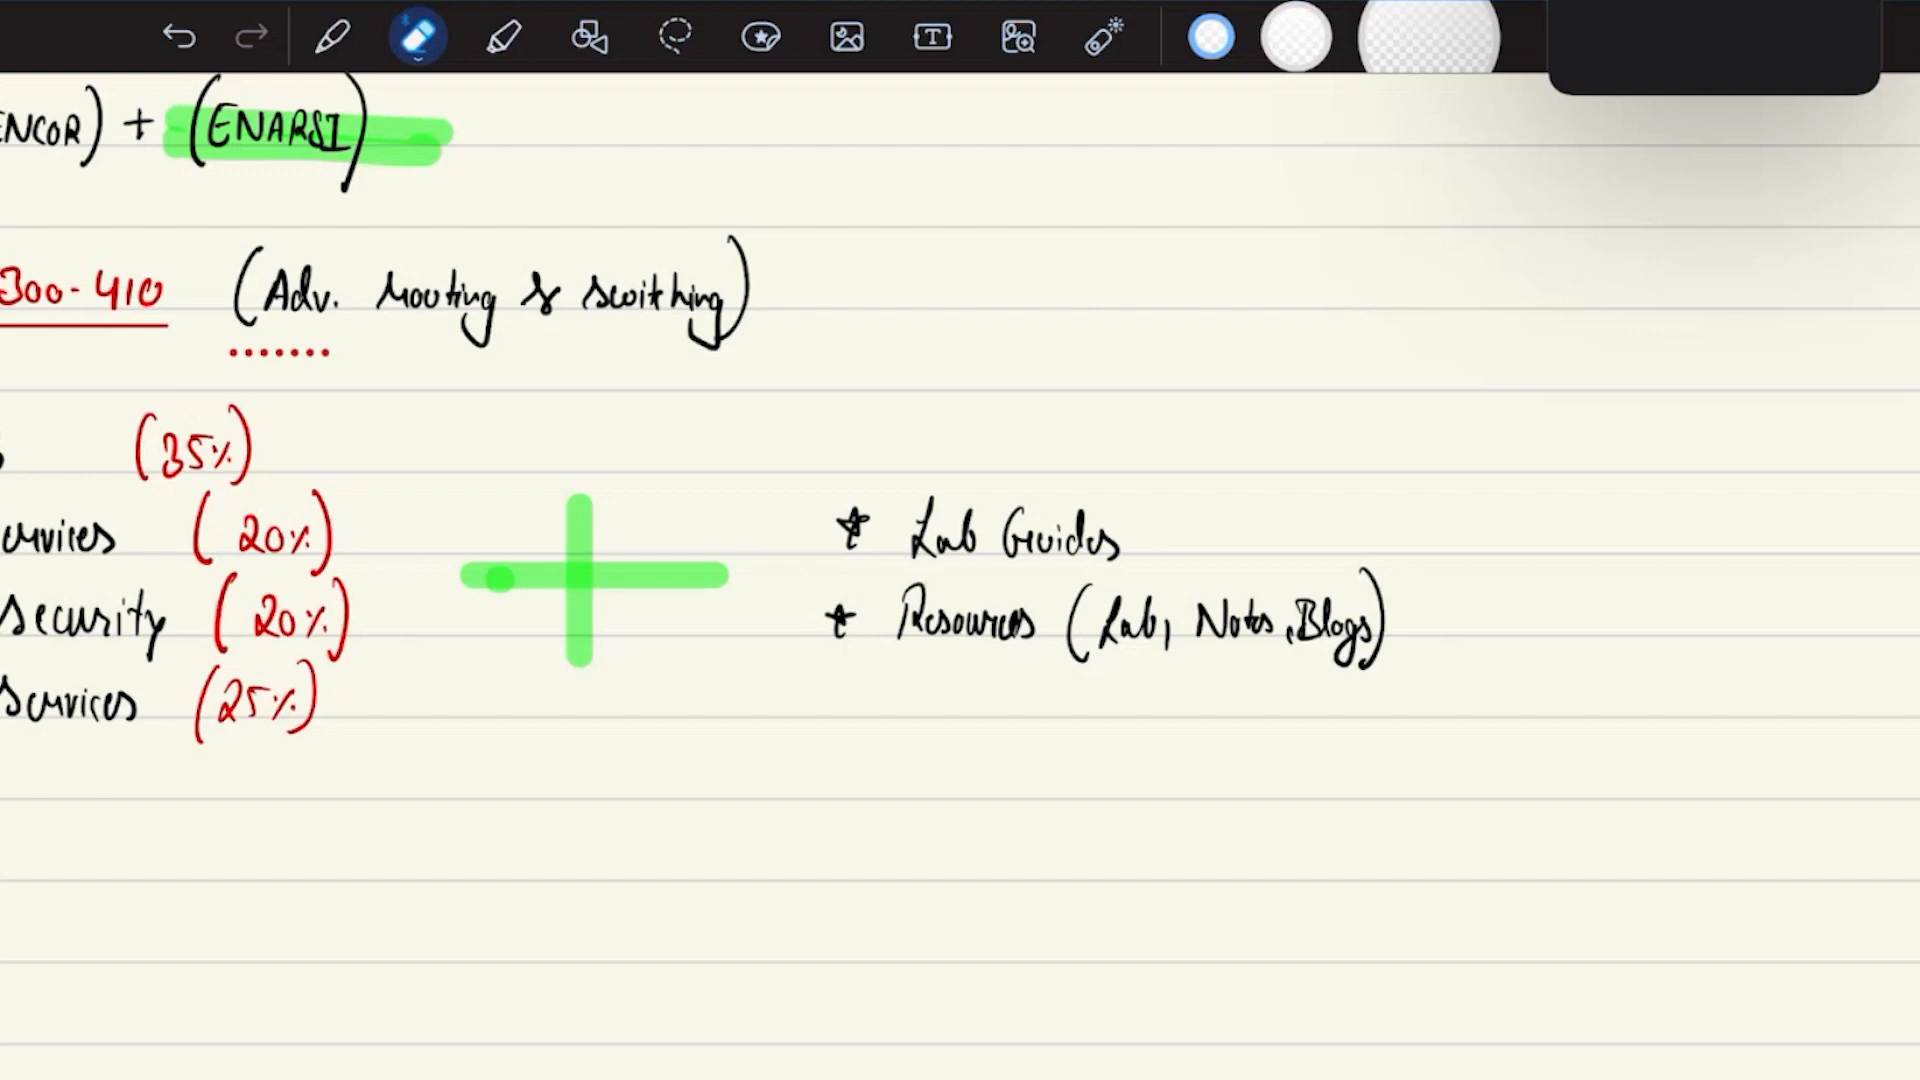 ENCOR) + (ENARSI)
300-410 (Adv. routing & switching)
(35%)
ervices (20%)
* Lab Guides
security (20%)
* Resources (Lab, Notes, Blogs)
Services (25%)